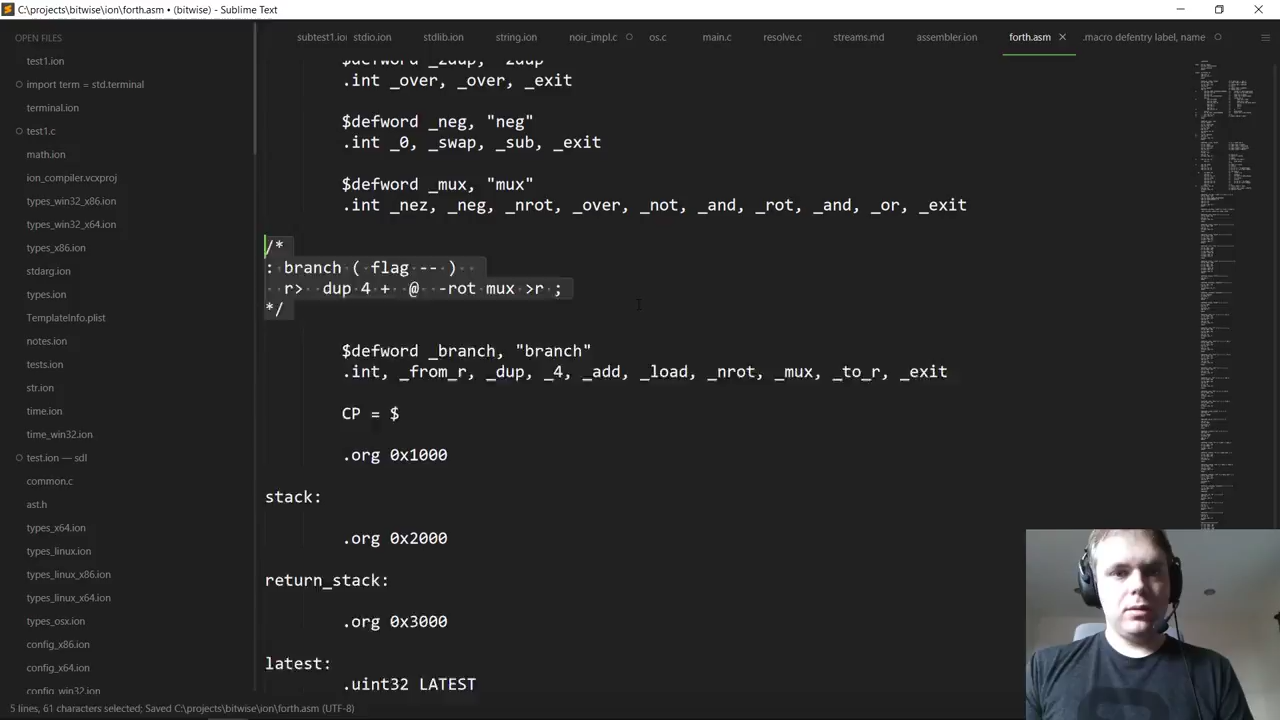 C:\projects\bitwise\ion\forth.asm • (bitwise) - Sublime Text
OPEN FILES
subtest1.io
stdio.ion
stdlib.ion
string.ion
noir_impl.c
os.c
main.c
resolve.c
streams.md
assembler.ion
forth.asm
.macro defentry label, name
test1.ion
import term = std.terminal
terminal.ion
test1.c
math.ion
ion_compiler.vcxproj
types_win32_x86.ion
types_win32_x64.ion
types_x86.ion
stdarg.ion
types.ion
TemplateInfo.plist
notes.ion
tests.ion
str.ion
time.ion
time_win32.ion
test.ion — sdl
common.c
ast.h
types_x64.ion
types_linux.ion
types_linux_x86.ion
types_linux_x64.ion
types_osx.ion
config_x86.ion
config_x64.ion
config_win32.ion
$defword _2dup, "2dup"
.int _over, _over, _exit
$defword _neg, "neg"
.int _0, _swap, _sub, _exit
$defword _mux, "mux"
.int _nez, _neg, _rot, _over, _not, _and, _rot, _and, _or, _exit
/*
: branch ( flag -- )
r> dup 4 + @ -rot mux >r ;
*/
$defword _branch, "branch"
.int, _from_r, _dup, _4, _add, _load, _nrot, _mux, _to_r, _exit
CP = $
.org 0x1000
stack:
.org 0x2000
return_stack:
.org 0x3000
latest:
.uint32 LATEST
5 lines, 61 characters selected; Saved C:\projects\bitwise\ion\forth.asm (UTF-8)